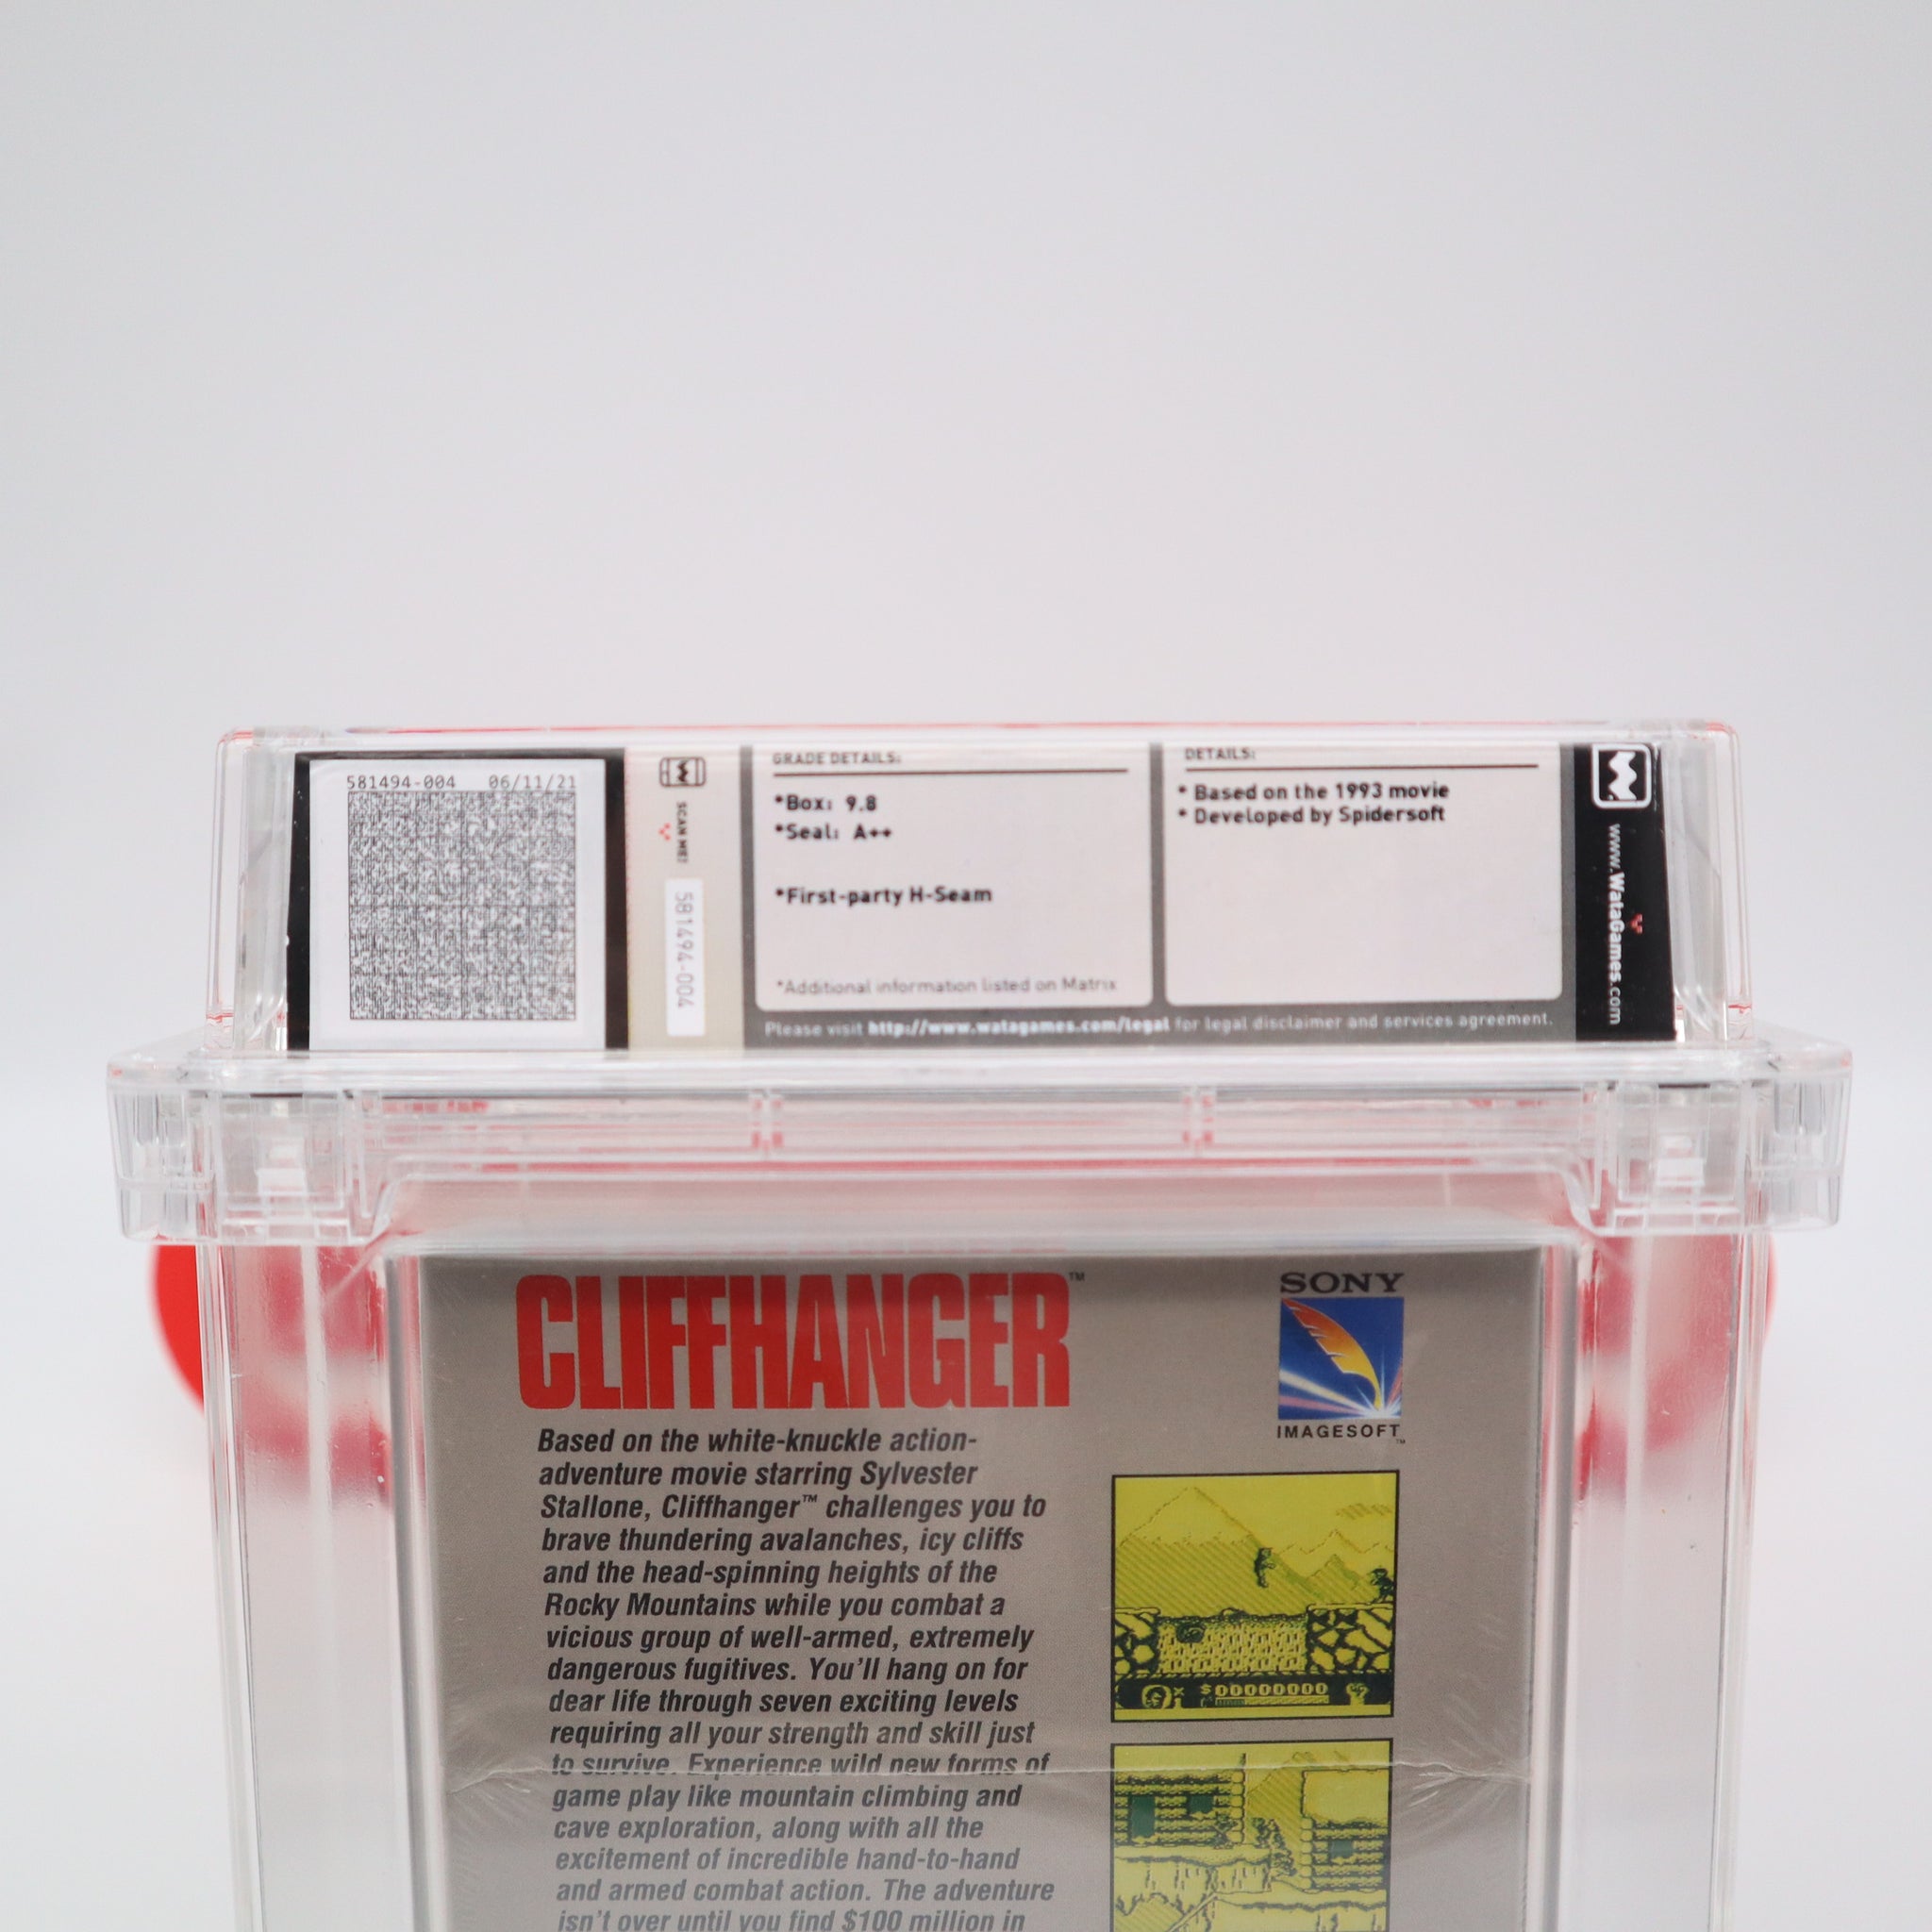 581494-004 06/11/21
SCAN ME!
581494-004
GRADE DETAILS:
*Box: 9.8
*Seal: A++
*First-party H-Seam
*Additional information listed on Matrix
DETAILS:
* Based on the 1993 movie
* Developed by Spidersoft
Please visit http://www.watagames.com/legal for legal disclaimer and services agreement.
www.WataGames.com
CLIFFHANGER™
Based on the white-knuckle action-
adventure movie starring Sylvester
Stallone, Cliffhanger™ challenges you to
brave thundering avalanches, icy cliffs
and the head-spinning heights of the
Rocky Mountains while you combat a
vicious group of well-armed, extremely
dangerous fugitives. You'll hang on for
dear life through seven exciting levels
requiring all your strength and skill just
to survive. Experience wild new forms of
game play like mountain climbing and
cave exploration, along with all the
excitement of incredible hand-to-hand
and armed combat action. The adventure
isn't over until you find $100 million in
SONY
IMAGESOFT™
$00000000